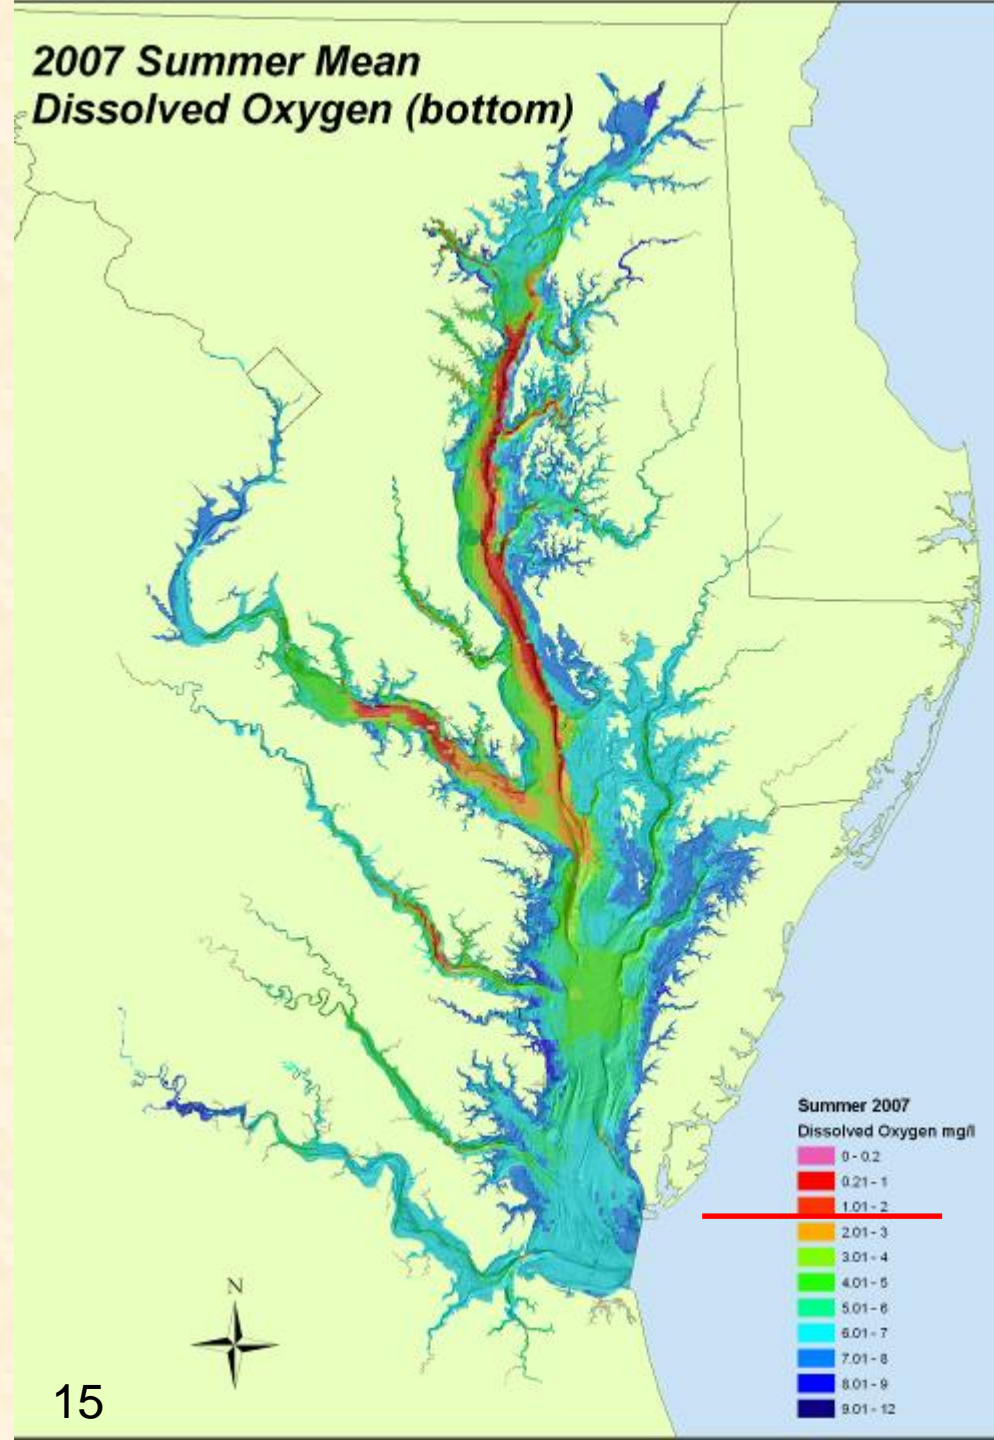 2007 Summer Mean
Dissolved Oxygen (bottom)
N
Summer 2007
Dissolved Oxygen mg/l
0 - 0.2
0.21 - 1
1.01 - 2
2.01 - 3
3.01 - 4
4.01 - 5
5.01 - 6
6.01 - 7
7.01 - 8
8.01 - 9
9.01 - 12
15